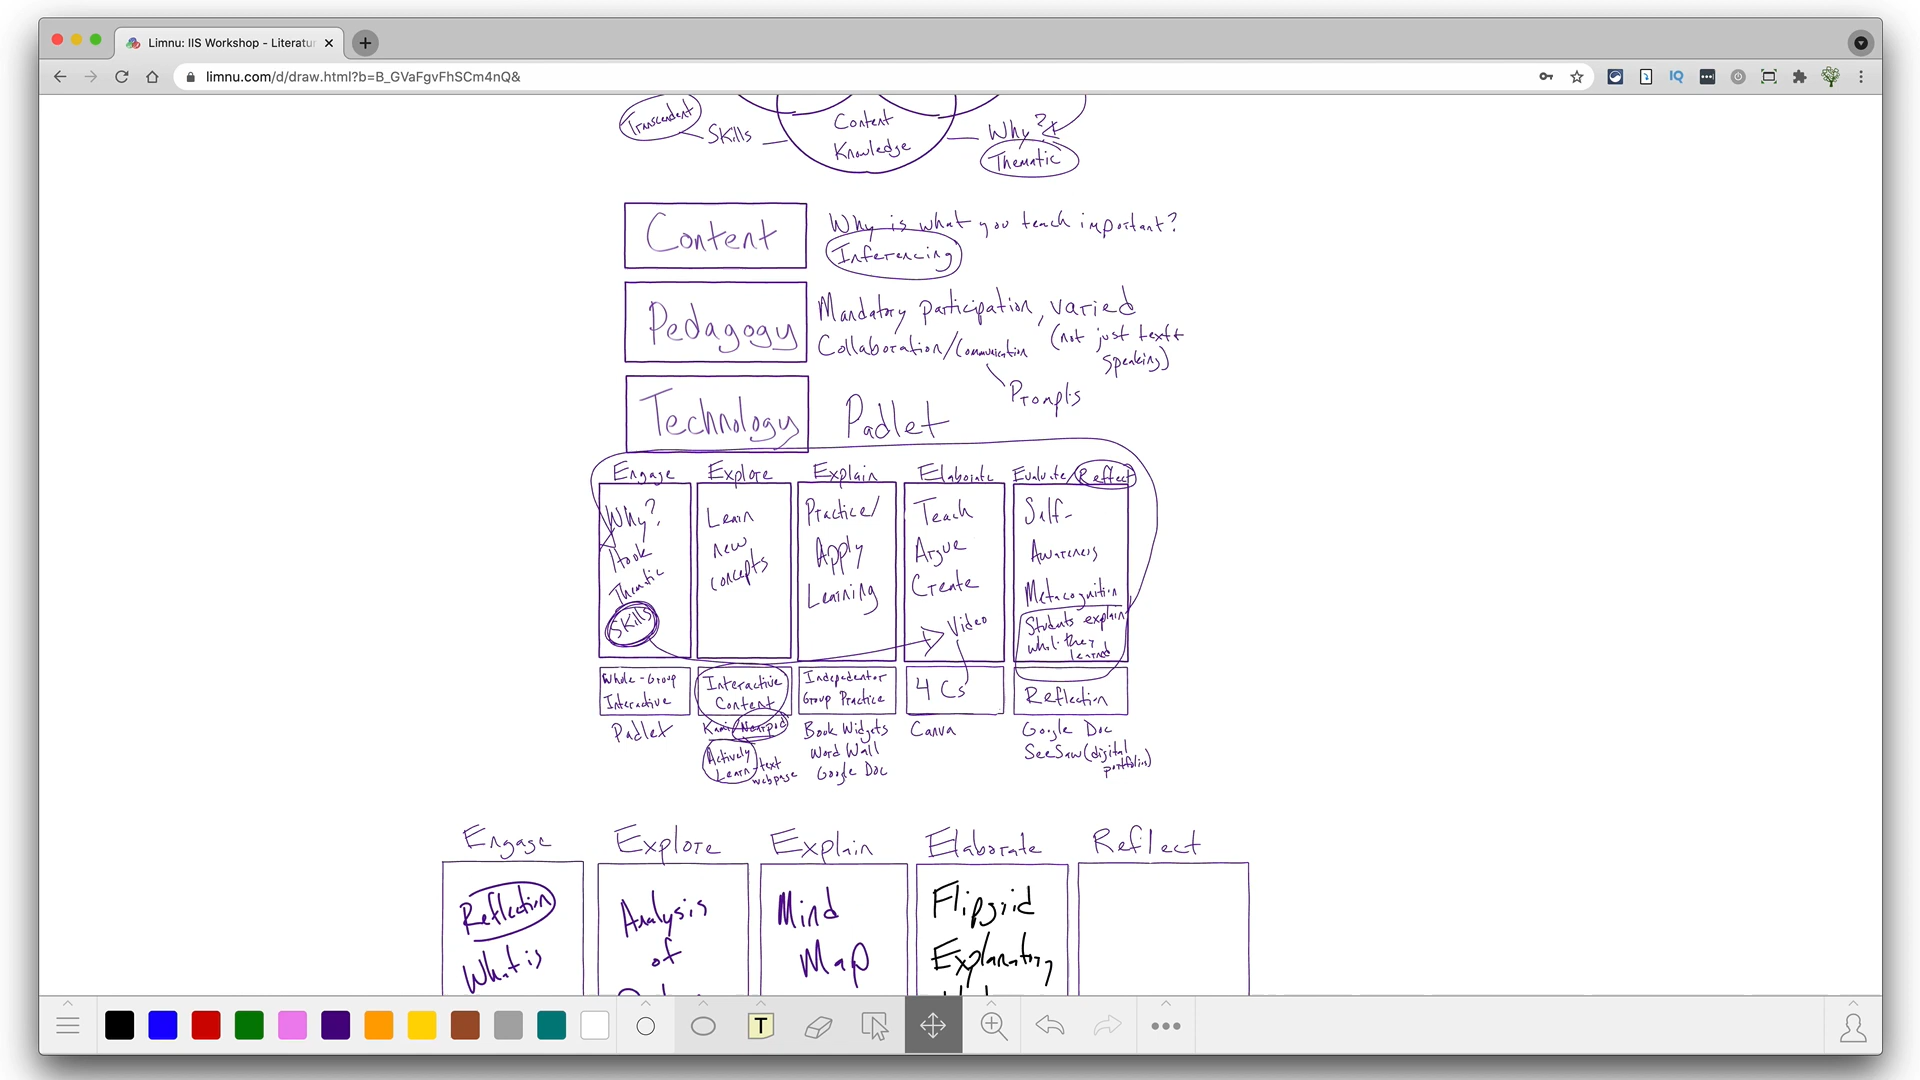 Limnu: IIS Workshop - Literatur
limnu.com/d/draw.html?b=B_GVaFgvFhSCm4nQ&
IQ
Transcendent
Skills
Content
Knowledge
Why?
Thematic
Content
Why is what you teach important?
Inferencing
Pedagogy
Mandatory participation, varied
Collaboration/Communication
(not just text +
speaking)
Prompts
Technology
Padlet
Engage
Explore
Explain
Elaborate
Evaluate/Reflect
Why?
Hook
Thematic
Skills
Learn
new
concepts
Practice/
Apply
Learning
Teach
Argue
Create
Video
Self-
Awareness
Metacognition
Students explain
what they
learned
Whole-Group
Interactive
Interactive
Content
Independent or
Group Practice
4 Cs
Reflection
Padlet
Kami/Nearpod
Actively
Learn - text
webpage
Book Widgets
Word Wall
Google Doc
Canva
Google Doc
SeeSaw (digital
portfolios)
Engage
Explore
Explain
Elaborate
Reflect
Reflection
What is
Analysis
of
Mind
Map
Flipgrid
Explanatory
T